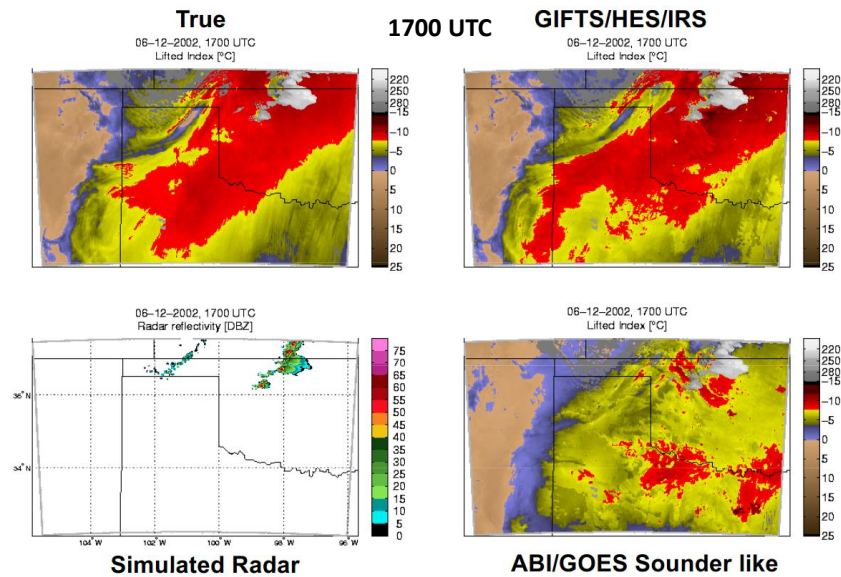 True
1700 UTC
GIFTS/HES/IRS
06–12–2002, 1700 UTC
Lifted Index [°C]
220
250
280
-15
-10
-5
0
5
10
15
20
25
06–12–2002, 1700 UTC
Lifted Index [°C]
220
250
280
-15
-10
-5
0
5
10
15
20
25
06–12–2002, 1700 UTC
Radar reflectivity [DBZ]
36° N
34° N
104° W
102° W
100° W
98° W
96° W
75
70
65
60
55
50
45
40
35
30
25
20
15
10
5
0
06–12–2002, 1700 UTC
Lifted Index [°C]
220
250
280
-15
-10
-5
0
5
10
15
20
25
Simulated Radar
ABI/GOES Sounder like